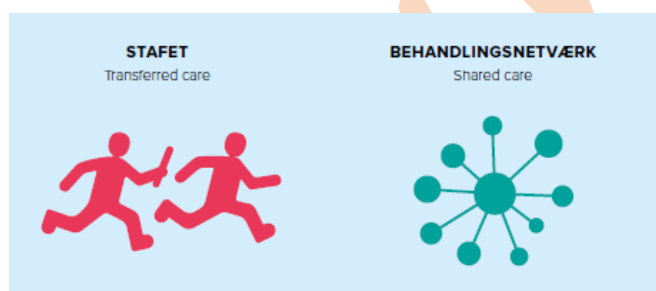 STAFET
Transferred care
BEHANDLINGSNETVÆRK
Shared care